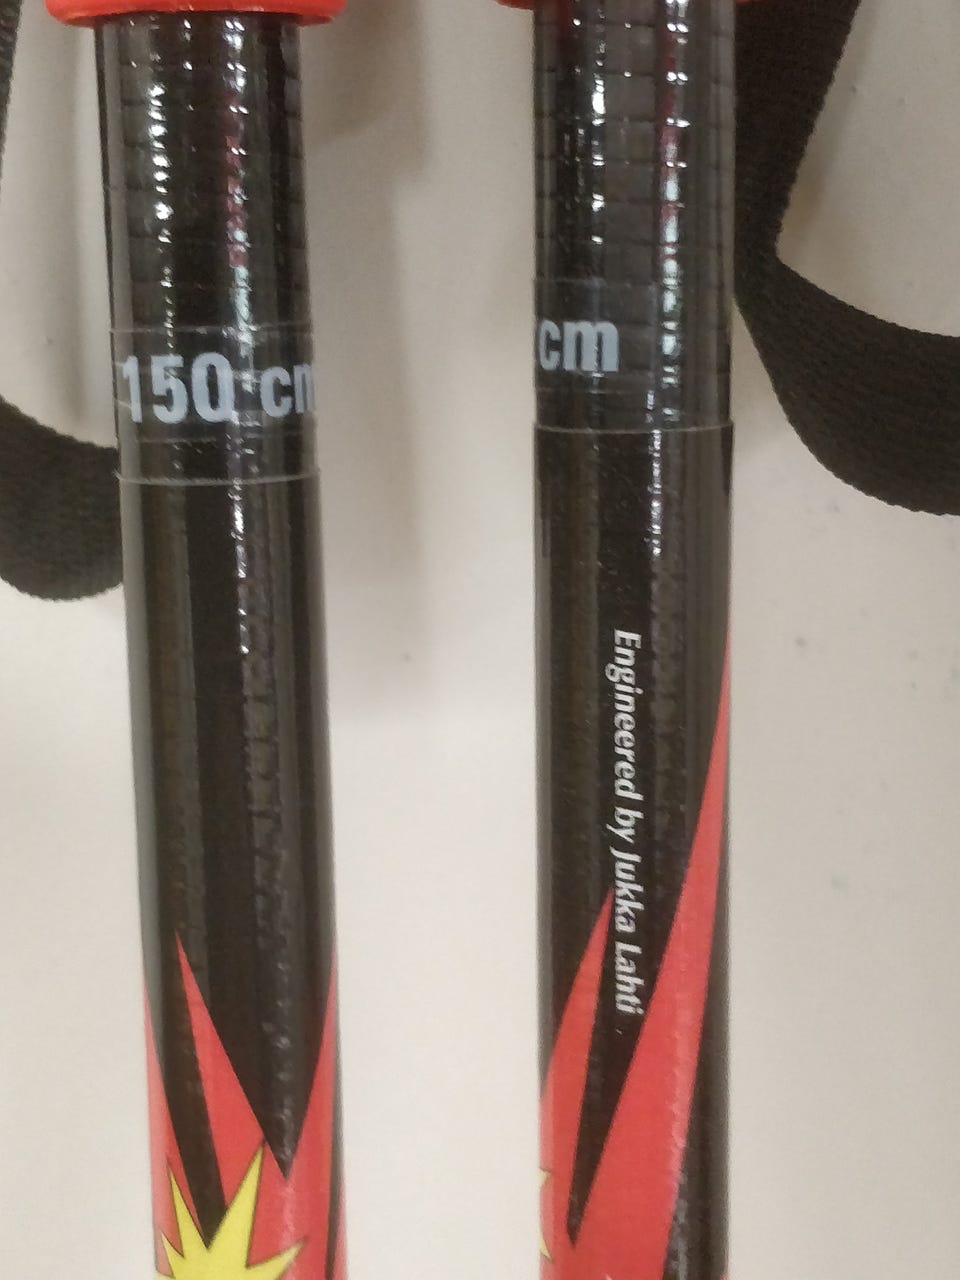 150 cm
cm
Engineered by Jukka Lahti